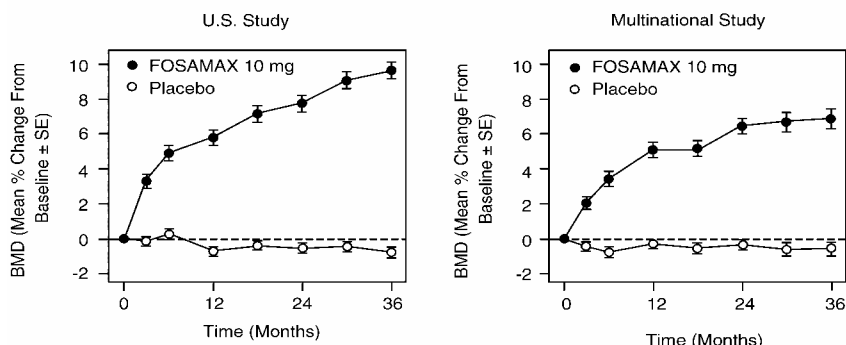 U.S. Study
BMD (Mean % Change From
Baseline ± SE)
10
8
6
4
2
0
-2
FOSAMAX 10 mg
Placebo
0
12
24
36
Time (Months)
Multinational Study
BMD (Mean % Change From
Baseline ± SE)
10
8
6
4
2
0
-2
FOSAMAX 10 mg
Placebo
0
12
24
36
Time (Months)